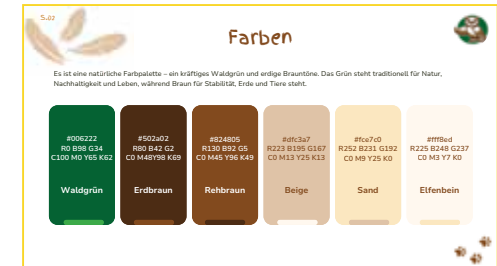 S.07
Farben
Es ist eine natürliche Farbpalette – ein kräftiges Waldgrün und erdige Brauntöne. Das Grün steht traditionell für Natur,
Nachhaltigkeit und Leben, während Braun für Stabilität, Erde und Tiere steht.
#006222
R0 B98 G34
C100 M0 Y65 K62
Waldgrün
#502a02
R80 B42 G2
C0 M48Y98 K69
Erdbraun
#824805
R130 B92 G5
C0 M45 Y96 K49
Rehbraun
#dfc3a7
R223 B195 G167
C0 M13 Y25 K13
Beige
#fce7c0
R252 B231 G192
C0 M9 Y25 K0
Sand
#fff8ed
R225 B248 G237
C0 M3 Y7 K0
Elfenbein